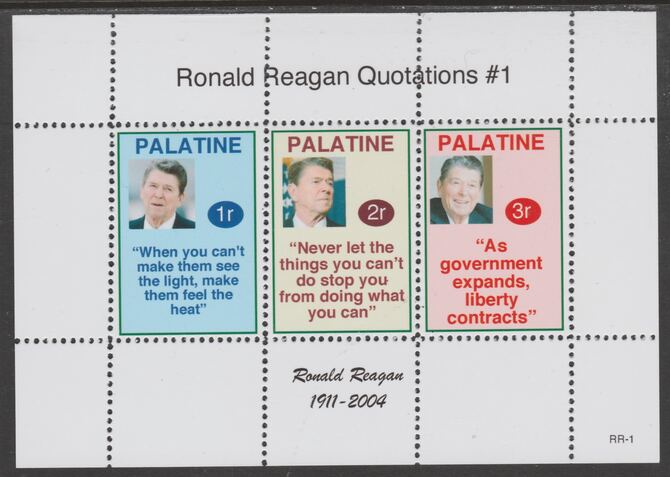 Ronald Reagan Quotations #1
PALATINE
1r
“When you can't
make them see
the light, make
them feel the
heat”
PALATINE
2r
“Never let the
things you can’t
do stop you
from doing what
you can”
PALATINE
3r
“As
government
expands,
liberty
contracts”
Ronald Reagan
1911-2004
RR-1